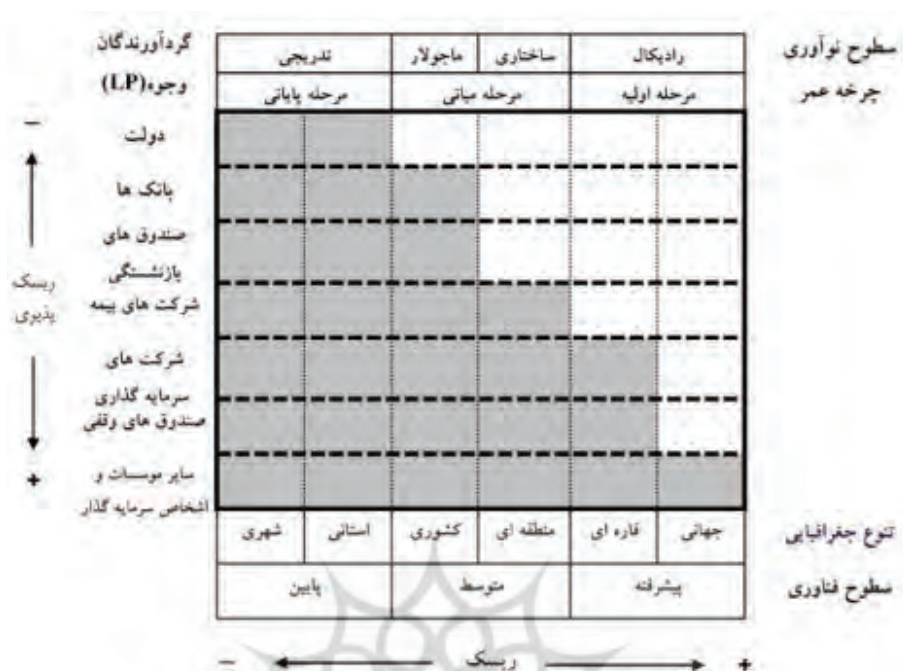 سطوح نوآوری رادیکال ساختاری ماجولار تدریجی گردآورندگان
چرخه عمر مرحله اولیه مرحله میانی مرحله پایانی وجوه(LP)
−
دولت
بانک ها
صندوق های
بازنشستگی
ریسک
پذیری
شرکت های بیمه
شرکت های
سرمایه گذاری
صندوق های وقفی
+
سایر موسسات و
اشخاص سرمایه گذار
تنوع جغرافیایی جهانی قاره ای منطقه ای کشوری استانی شهری
سطوح فناوری پیشرفته متوسط پایین
+ ریسک −